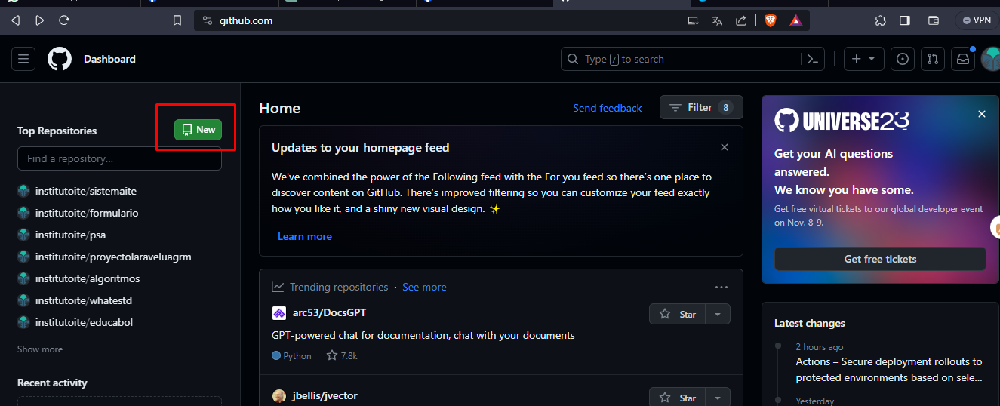 github.com
VPN
Dashboard
Type / to search
Top Repositories
New
Find a repository...
institutoite/sistemaite
institutoite/formulario
institutoite/psa
institutoite/proyectolaraveluagrm
institutoite/algoritmos
institutoite/whatestd
institutoite/educabol
Show more
Recent activity
Home
Send feedback
Filter 8
Updates to your homepage feed
We've combined the power of the Following feed with the For you feed so there's one place to
discover content on GitHub. There's improved filtering so you can customize your feed exactly
how you like it, and a shiny new visual design. ✨
Learn more
Trending repositories · See more
arc53/DocsGPT
Star
GPT-powered chat for documentation, chat with your documents
Python 7.8k
jbellis/jvector
Star
UNIVERSE23
Get your AI questions
answered.
We know you have some.
Get free virtual tickets to our global developer event
on Nov. 8-9.
Get free tickets
Latest changes
2 hours ago
Actions – Secure deployment rollouts to
protected environments based on sele...
Yesterday